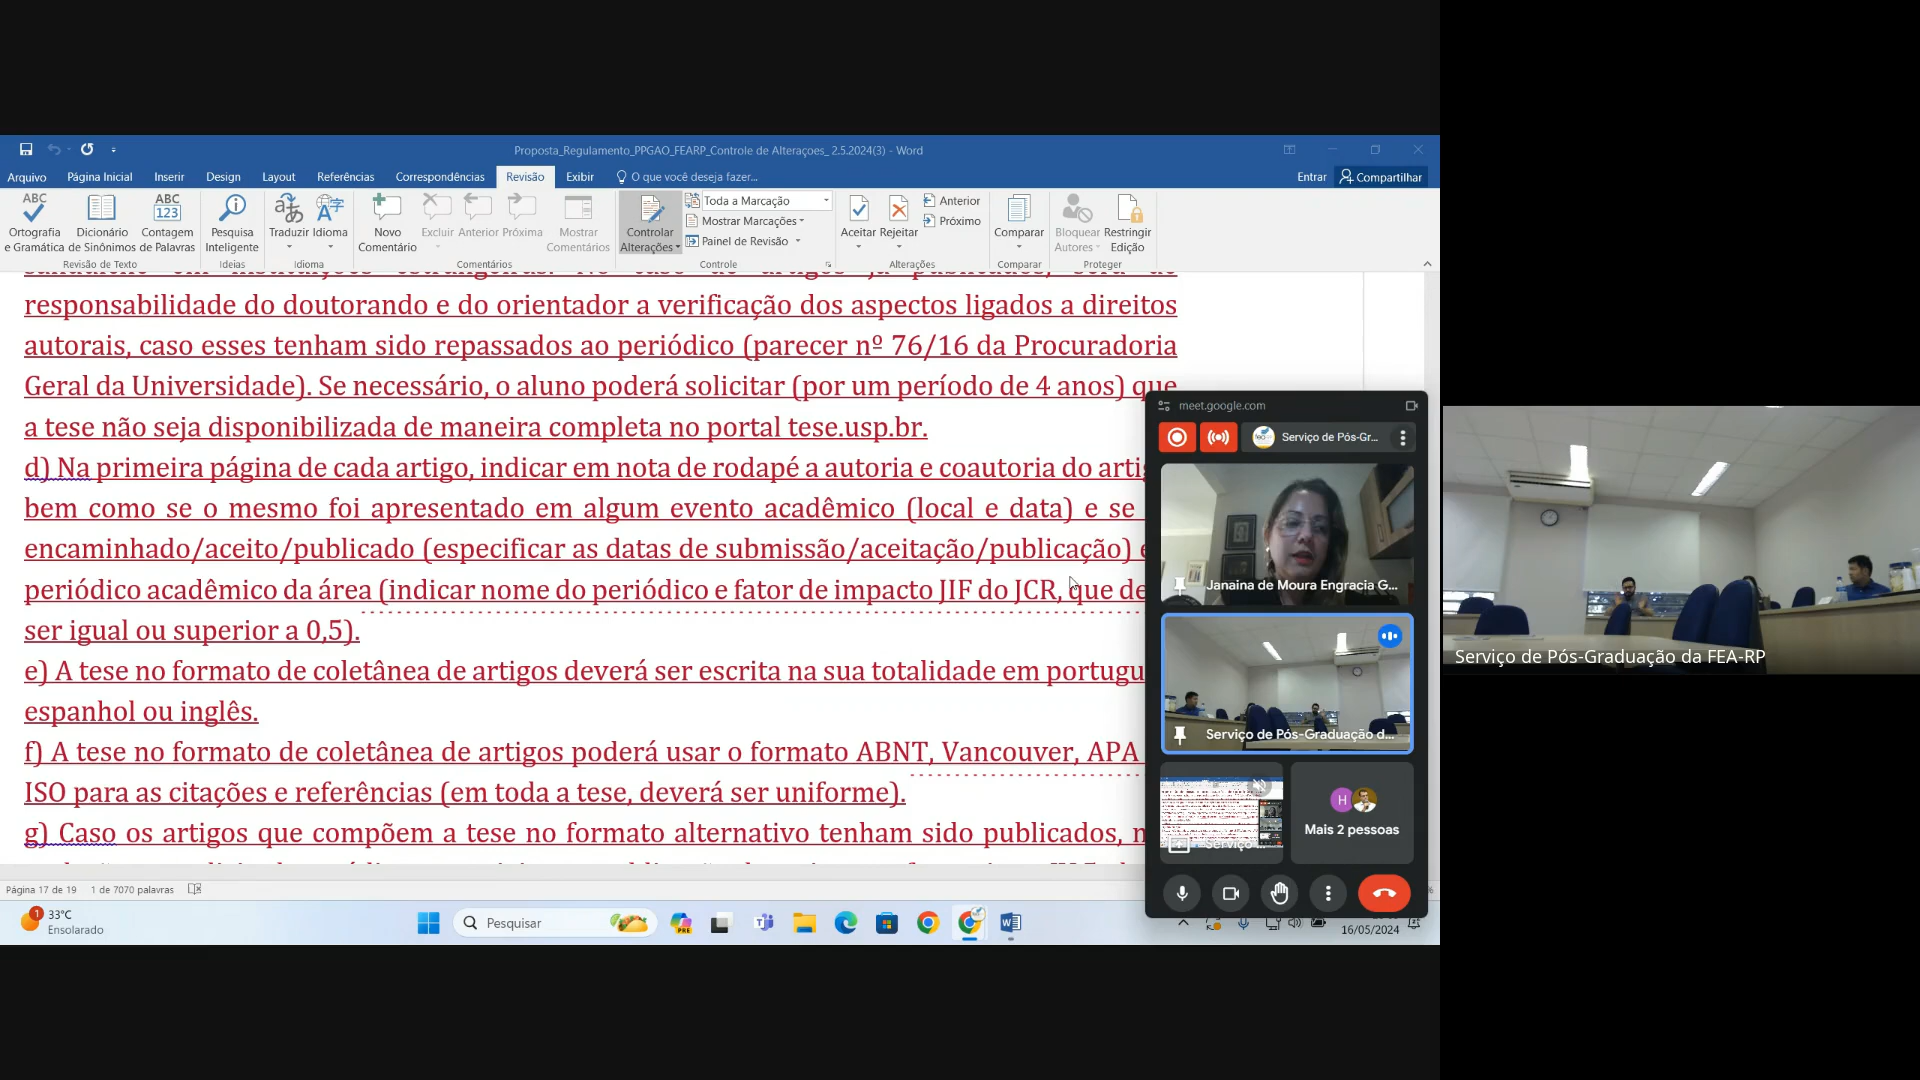 Proposta_Regulamento_PPGAO_FEARP_Controle de Alteraçoes_ 2.5.2024(3) - Word
Arquivo Página Inicial Inserir Design Layout Referências Correspondências Revisão Exibir O que você deseja fazer... Entrar Compartilhar
ABC Ortografia e Gramática
Dicionário de Sinônimos
ABC 123 Contagem de Palavras
Pesquisa Inteligente
Traduzir
Idioma
Novo Comentário
Excluir
Anterior
Próxima
Mostrar Comentários
Controlar Alterações
Toda a Marcação
Mostrar Marcações
Painel de Revisão
Aceitar
Rejeitar
Anterior
Próximo
Comparar
Bloquear Autores
Restringir Edição
Revisão de Texto Ideias Idioma Comentários Controle Alterações Comparar Proteger
responsabilidade do doutorando e do orientador a verificação dos aspectos ligados a direitos
autorais, caso esses tenham sido repassados ao periódico (parecer nº 76/16 da Procuradoria
Geral da Universidade). Se necessário, o aluno poderá solicitar (por um período de 4 anos) que
a tese não seja disponibilizada de maneira completa no portal tese.usp.br.
d) Na primeira página de cada artigo, indicar em nota de rodapé a autoria e coautoria do arti
bem como se o mesmo foi apresentado em algum evento acadêmico (local e data) e se
encaminhado/aceito/publicado (especificar as datas de submissão/aceitação/publicação)
periódico acadêmico da área (indicar nome do periódico e fator de impacto JIF do JCR, que de
ser igual ou superior a 0,5).
e) A tese no formato de coletânea de artigos deverá ser escrita na sua totalidade em portugu
espanhol ou inglês.
f) A tese no formato de coletânea de artigos poderá usar o formato ABNT, Vancouver, APA
ISO para as citações e referências (em toda a tese, deverá ser uniforme).
g) Caso os artigos que compõem a tese no formato alternativo tenham sido publicados,
meet.google.com
Serviço de Pós-Gr...
Janaina de Moura Engracia G...
Serviço de Pós-Graduação d...
Serviço ...
H
Mais 2 pessoas
Serviço de Pós-Graduação da FEA-RP
Página 17 de 19 1 de 7070 palavras
1
33°C
Ensolarado
Pesquisar
PRE
16/05/2024